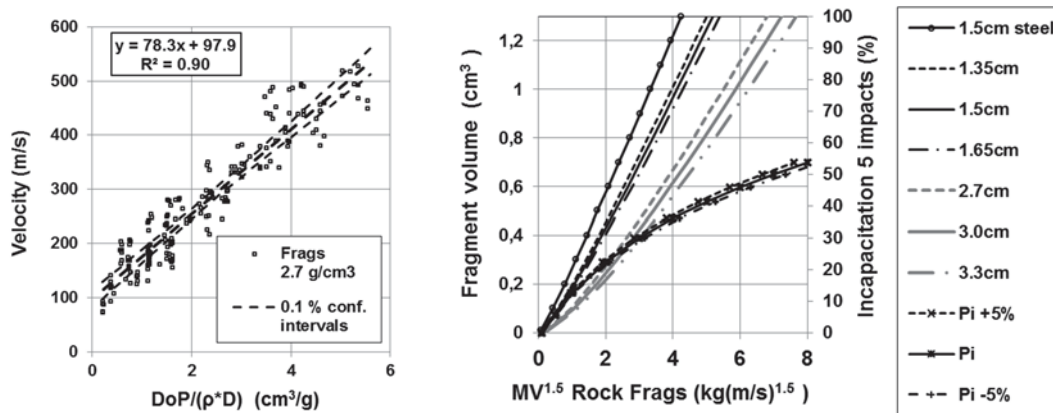 600
500
400
300
200
100
0
Velocity (m/s)
y = 78.3x + 97.9
R² = 0.90
Frags
2.7 g/cm3
0.1 % conf.
intervals
0
2
4
6
DoP/(ρ*D) (cm³/g)
1,2
1
0,8
0,6
0,4
0,2
0
Fragment volume (cm³)
100
90
80
70
60
50
40
30
20
10
0
Incapacitation 5 impacts (%)
0
2
4
6
8
MV¹·⁵ Rock Frags (kg(m/s)¹·⁵)
1.5cm steel
1.35cm
1.5cm
1.65cm
2.7cm
3.0cm
3.3cm
Pi +5%
Pi
Pi -5%